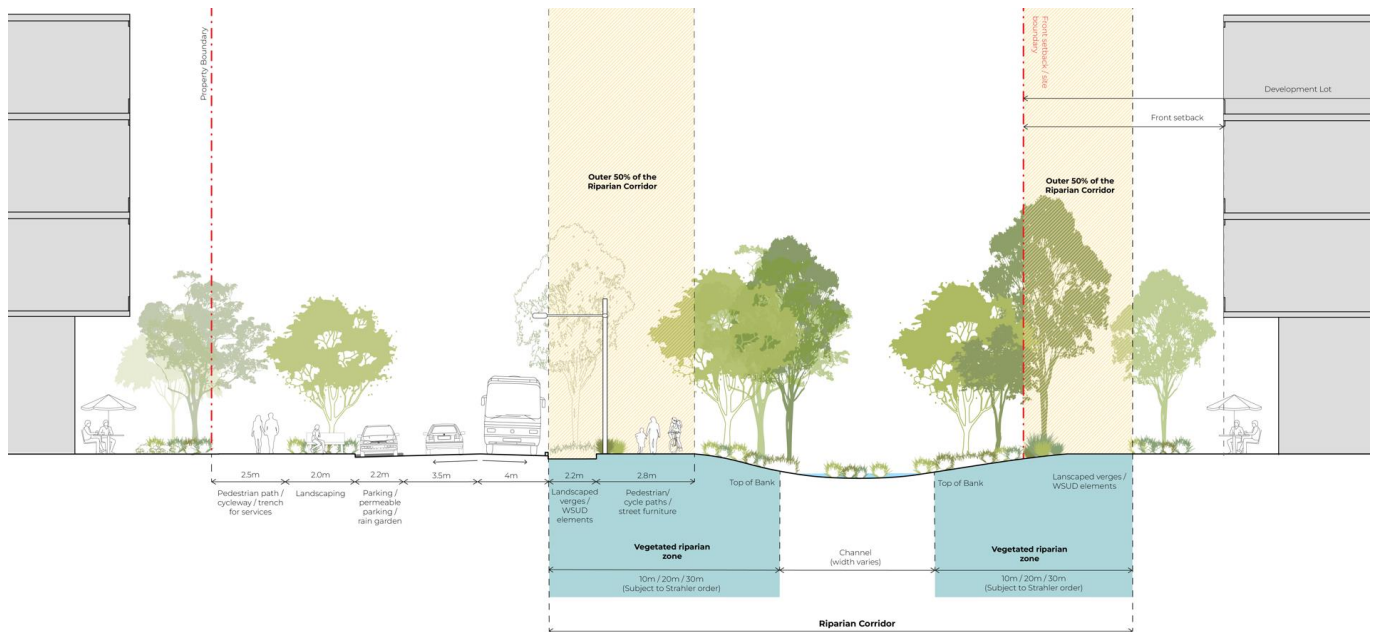 Property Boundary
Front setback / site
boundary
Development Lot
Front setback
Outer 50% of the
Riparian Corridor
Outer 50% of the
Riparian Corridor
2.5m
2.0m
2.2m
3.5m
4m
2.2m
2.8m
Pedestrian path /
cycleway / trench
for services
Landscaping
Parking /
permeable
parking /
rain garden
Landscaped
verges /
WSUD
elements
Pedestrian/
cycle paths /
street furniture
Top of Bank
Top of Bank
Lanscaped verges /
WSUD elements
Vegetated riparian
zone
Channel
(width varies)
Vegetated riparian
zone
10m / 20m / 30m
(Subject to Strahler order)
10m / 20m / 30m
(Subject to Strahler order)
Riparian Corridor